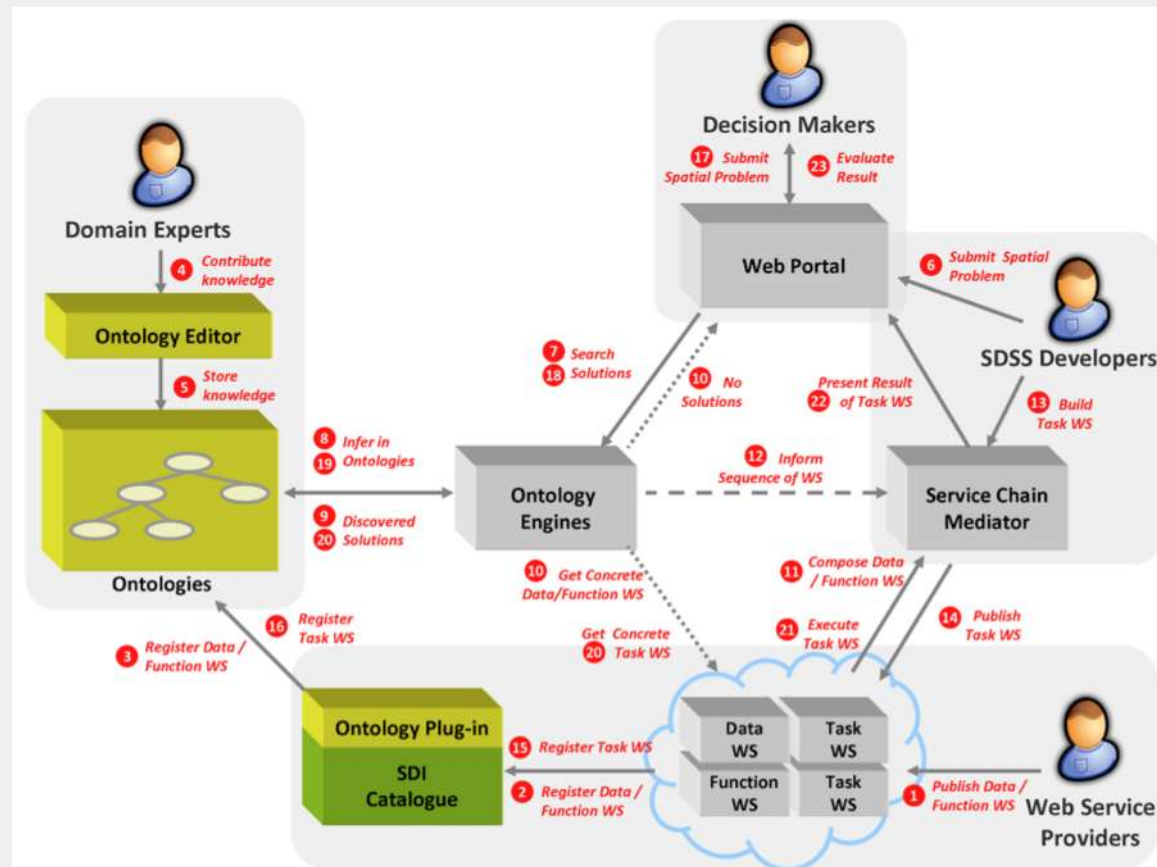 Decision Makers
17 Submit
Spatial Problem
23 Evaluate
Result
Web Portal
Domain Experts
4 Contribute
knowledge
Ontology Editor
5 Store
knowledge
Ontologies
6 Submit Spatial
Problem
SDSS Developers
7 Search
18 Solutions
10 No
Solutions
Present Result
22 of Task WS
13 Build
Task WS
8 Infer in
19 Ontologies
9 Discovered
20 Solutions
Ontology
Engines
12 Inform
Sequence of WS
Service Chain
Mediator
10 Get Concrete
Data/Function WS
Get Concrete
20 Task WS
11 Compose Data
/ Function WS
21 Execute
Task WS
14 Publish
Task WS
16 Register
Task WS
3 Register Data /
Function WS
Ontology Plug-in
SDI
Catalogue
15 Register Task WS
2 Register Data /
Function WS
Data
WS
Task
WS
Function
WS
Task
WS
1 Publish Data /
Function WS
Web Service
Providers